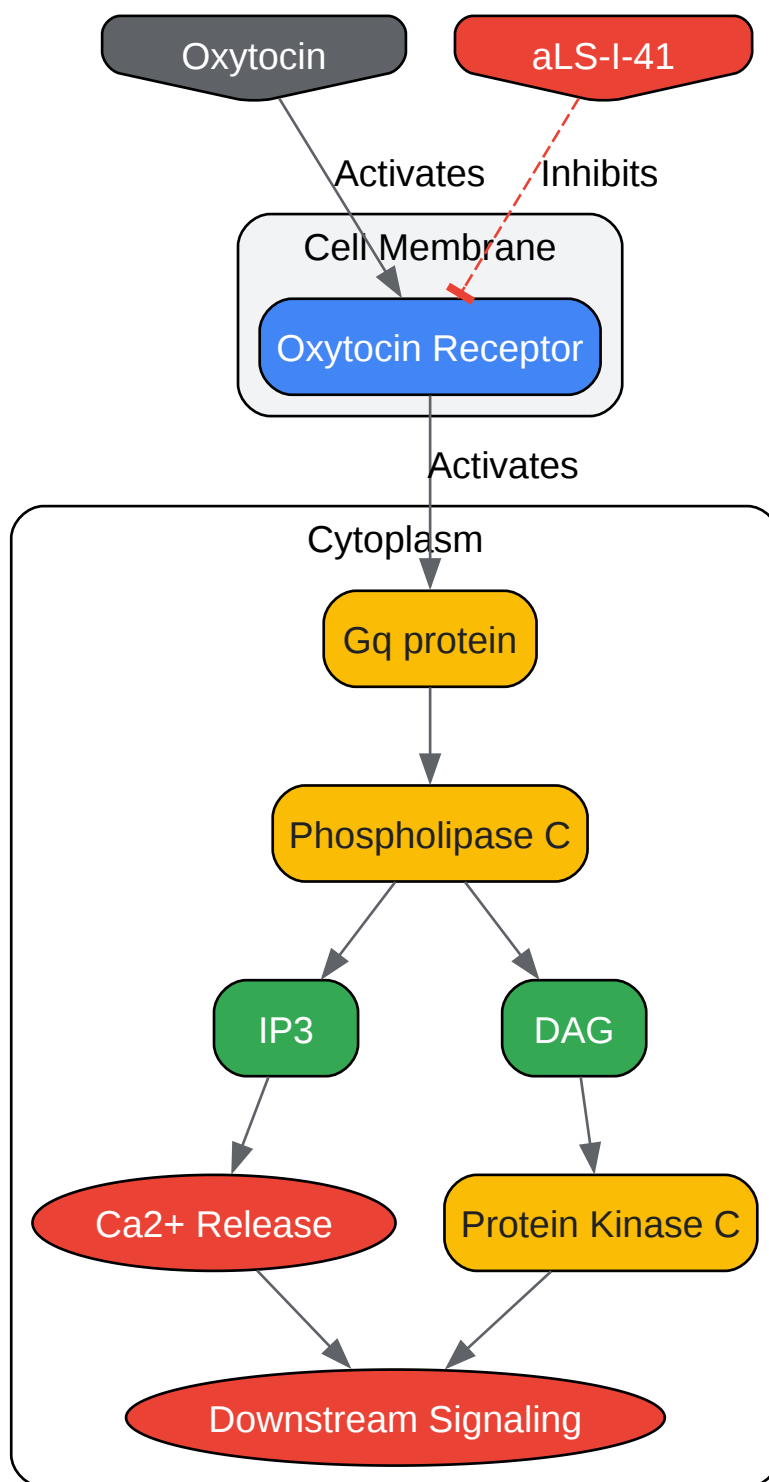 Oxytocin
aLS-I-41
Activates
Inhibits
Cell Membrane
Oxytocin Receptor
Activates
Cytoplasm
Gq protein
Phospholipase C
IP3
DAG
Ca2+ Release
Protein Kinase C
Downstream Signaling